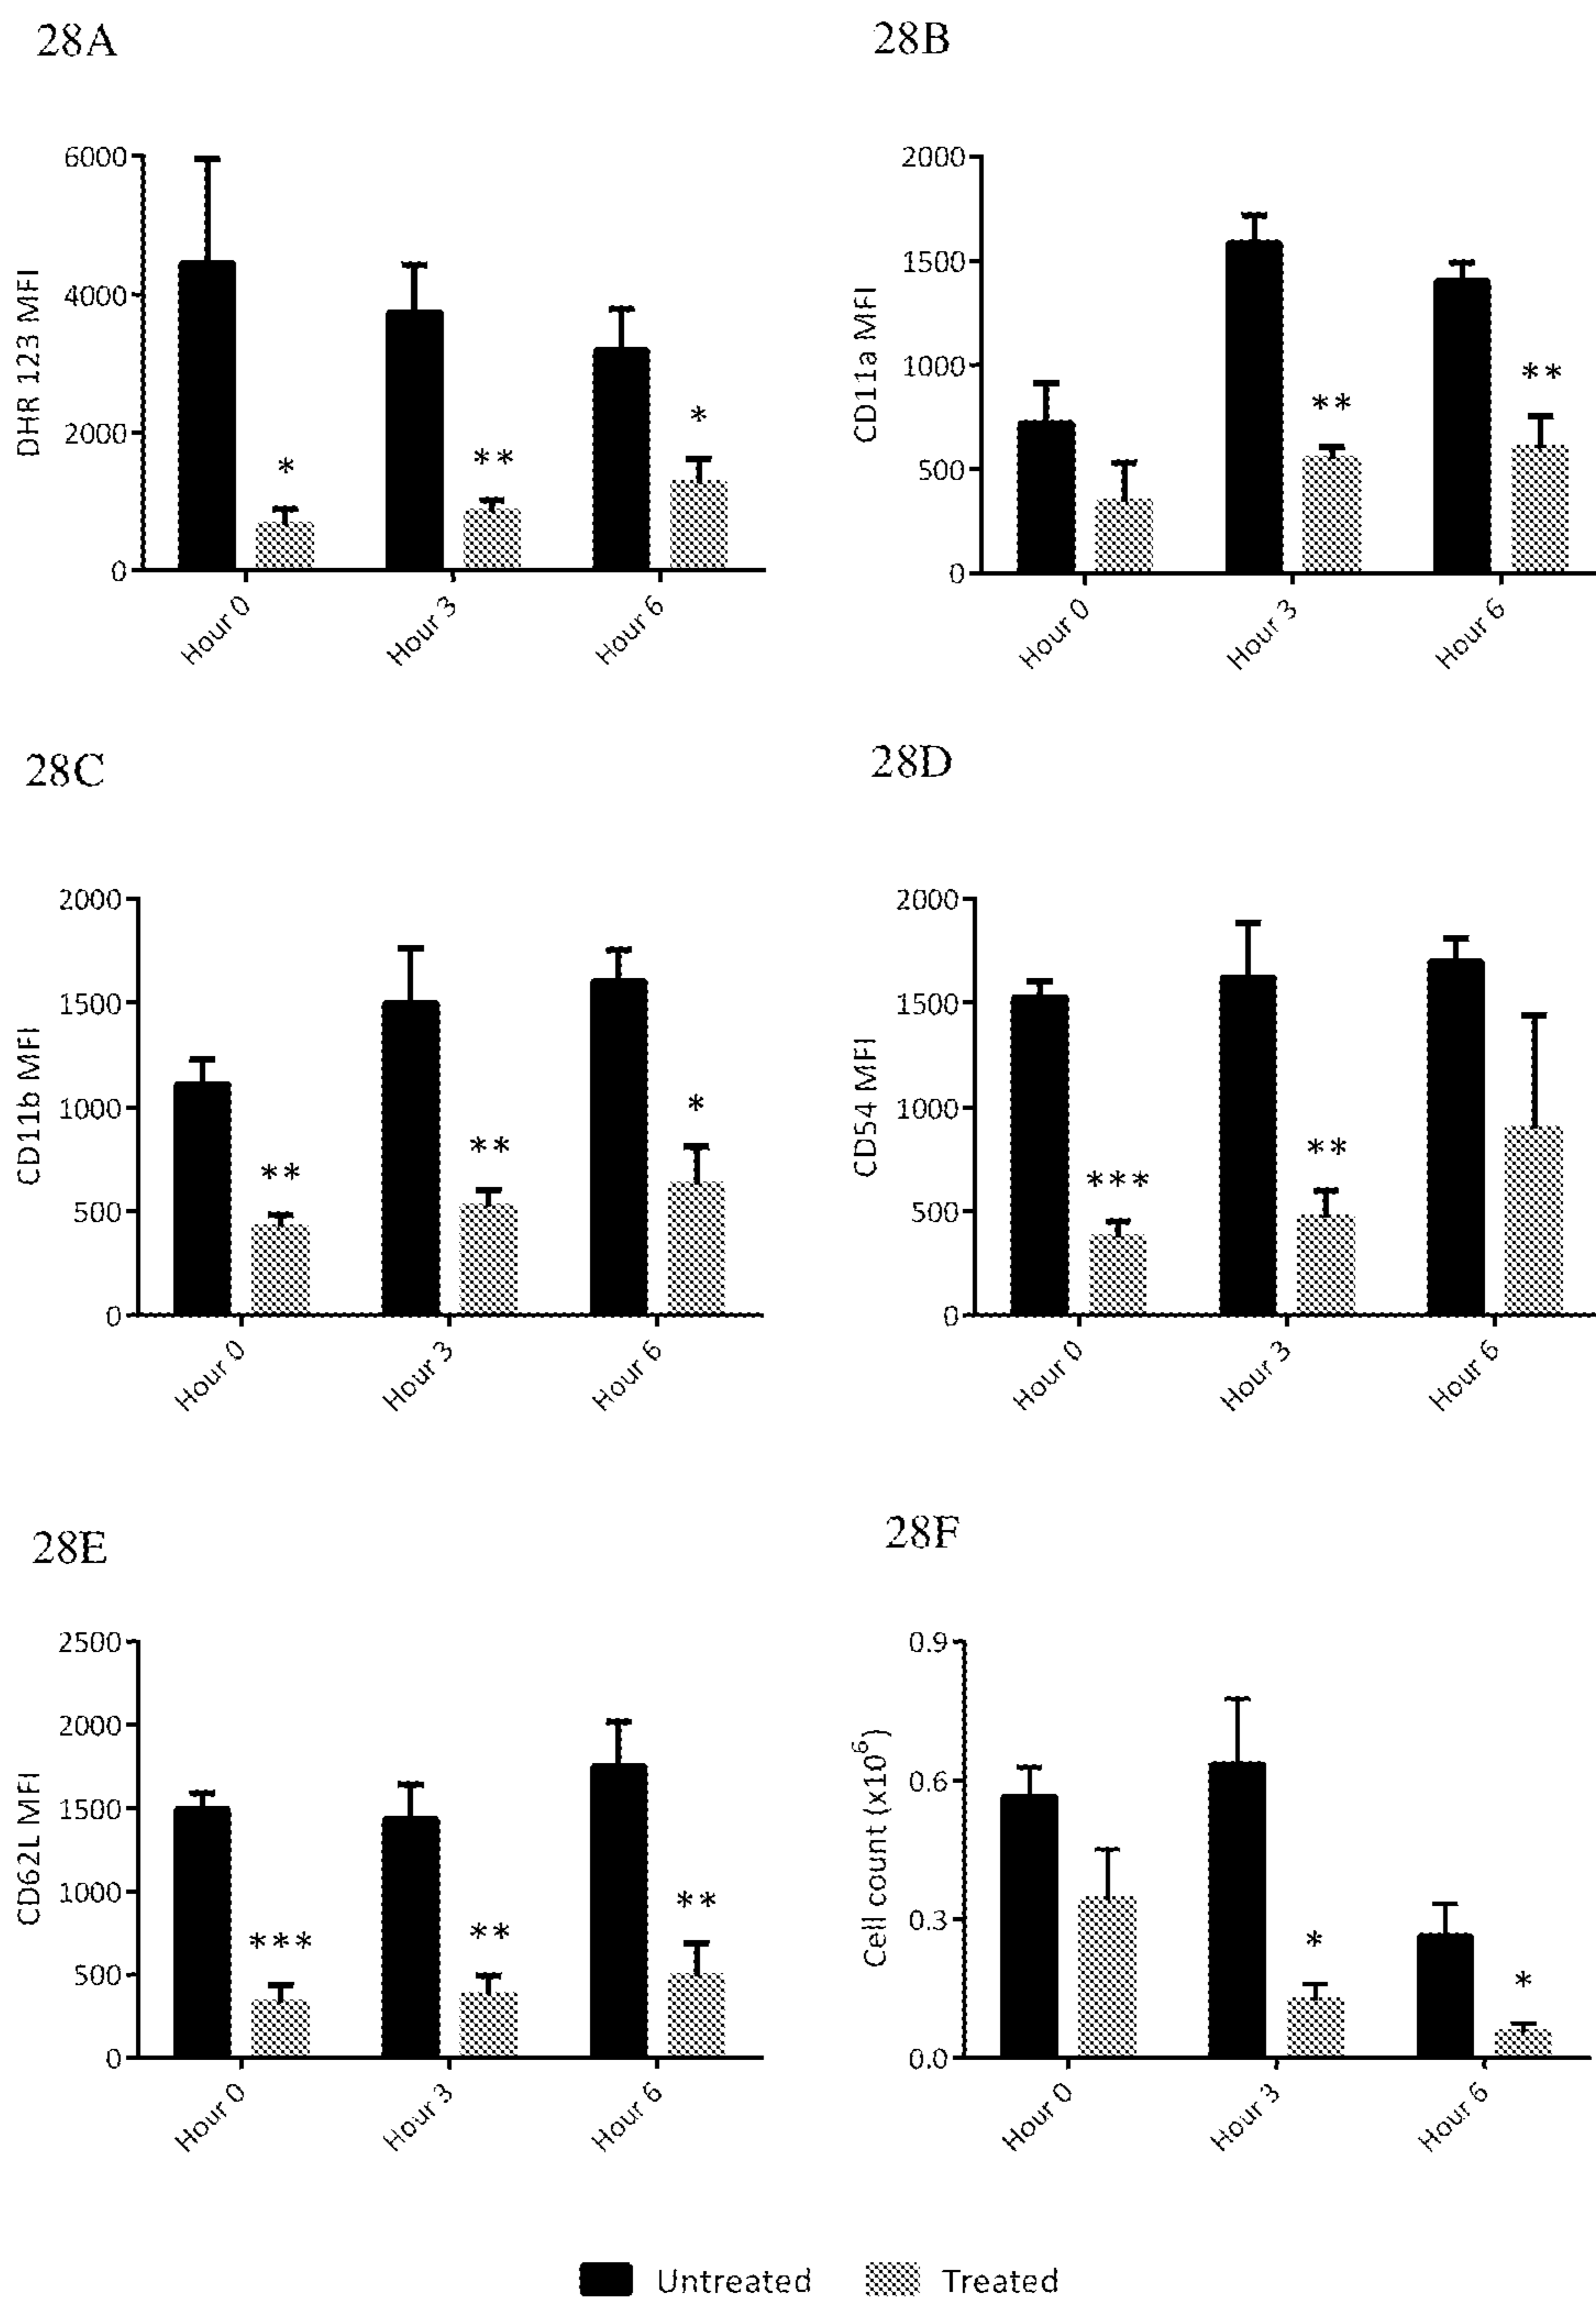 28A
6000
4000
2000
0
DHR 123 MFI
*
**
*
Hour 0
Hour 3
Hour 6
28B
2000
1500
1000
500
0
CD11a MFI
**
**
Hour 0
Hour 3
Hour 6
28C
2000
1500
1000
500
0
CD11b MFI
**
**
*
Hour 0
Hour 3
Hour 6
28D
2000
1500
1000
500
0
CD54 MFI
***
**
Hour 0
Hour 3
Hour 6
28E
2500
2000
1500
1000
500
0
CD62L MFI
***
**
**
Hour 0
Hour 3
Hour 6
28F
0.9
0.6
0.3
0.0
Cell count (x10⁶)
*
*
Hour 0
Hour 3
Hour 6
Untreated Treated